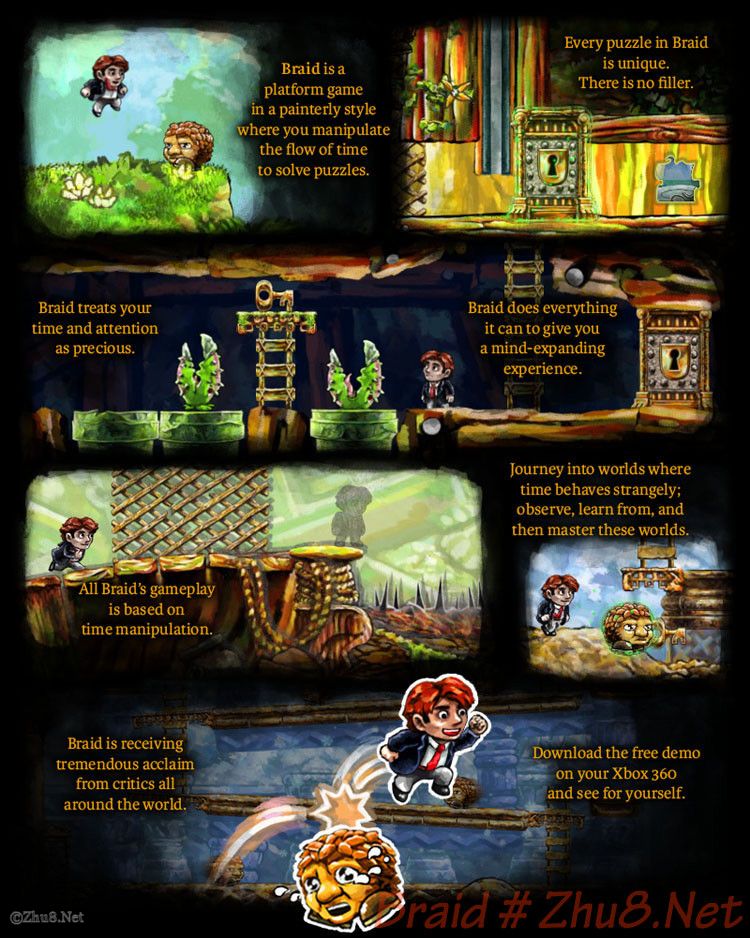 Braid is a
platform game
in a painterly style
where you manipulate
the flow of time
to solve puzzles.
Every puzzle in Braid
is unique.
There is no filler.
Braid treats your
time and attention
as precious.
Braid does everything
it can to give you
a mind-expanding
experience.
Journey into worlds where
time behaves strangely;
observe, learn from, and
then master these worlds.
All Braid's gameplay
is based on
time manipulation.
Braid is receiving
tremendous acclaim
from critics all
around the world.
Download the free demo
on your Xbox 360
and see for yourself.
©Zhu8.Net
Braid # Zhu8.Net